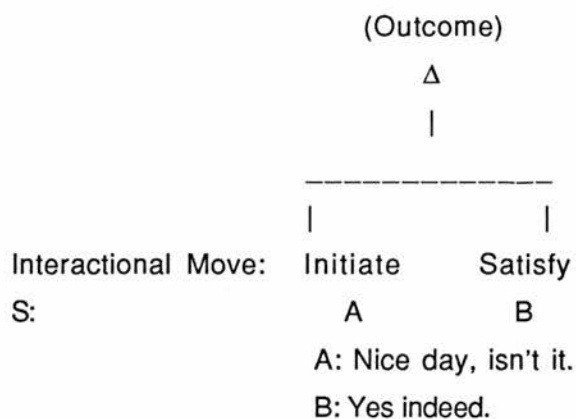 (Outcome)
Δ
|
_ _ _ _ _ _ _ _ _ _ _ _ _
| |
Interactional Move: Initiate Satisfy
S: A B
A: Nice day, isn't it.
B: Yes indeed.